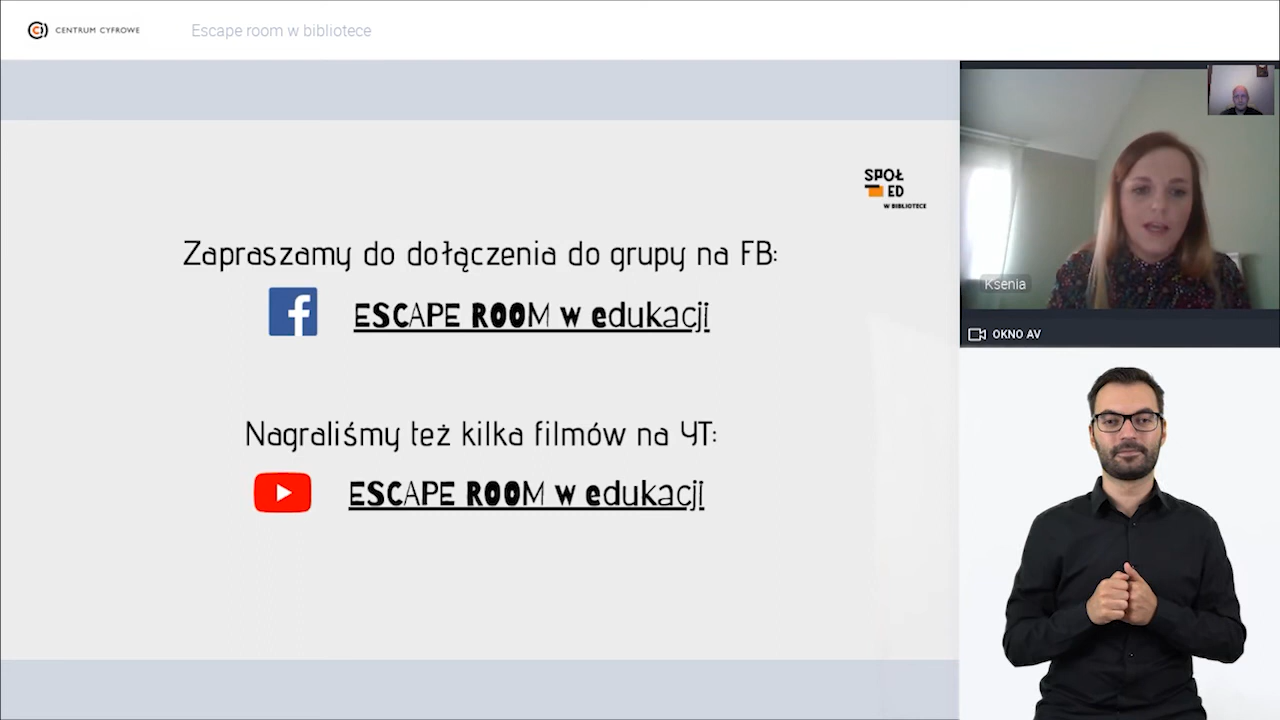 CENTRUM CYFROWE
Escape room w bibliotece
SPOŁ
ED
W BIBLIOTECE
Zapraszamy do dołączenia do grupy na FB:
ESCAPE ROOM w edukacji
Nagraliśmy też kilka filmów na YT:
ESCAPE ROOM w edukacji
Ksenia
OKNO AV